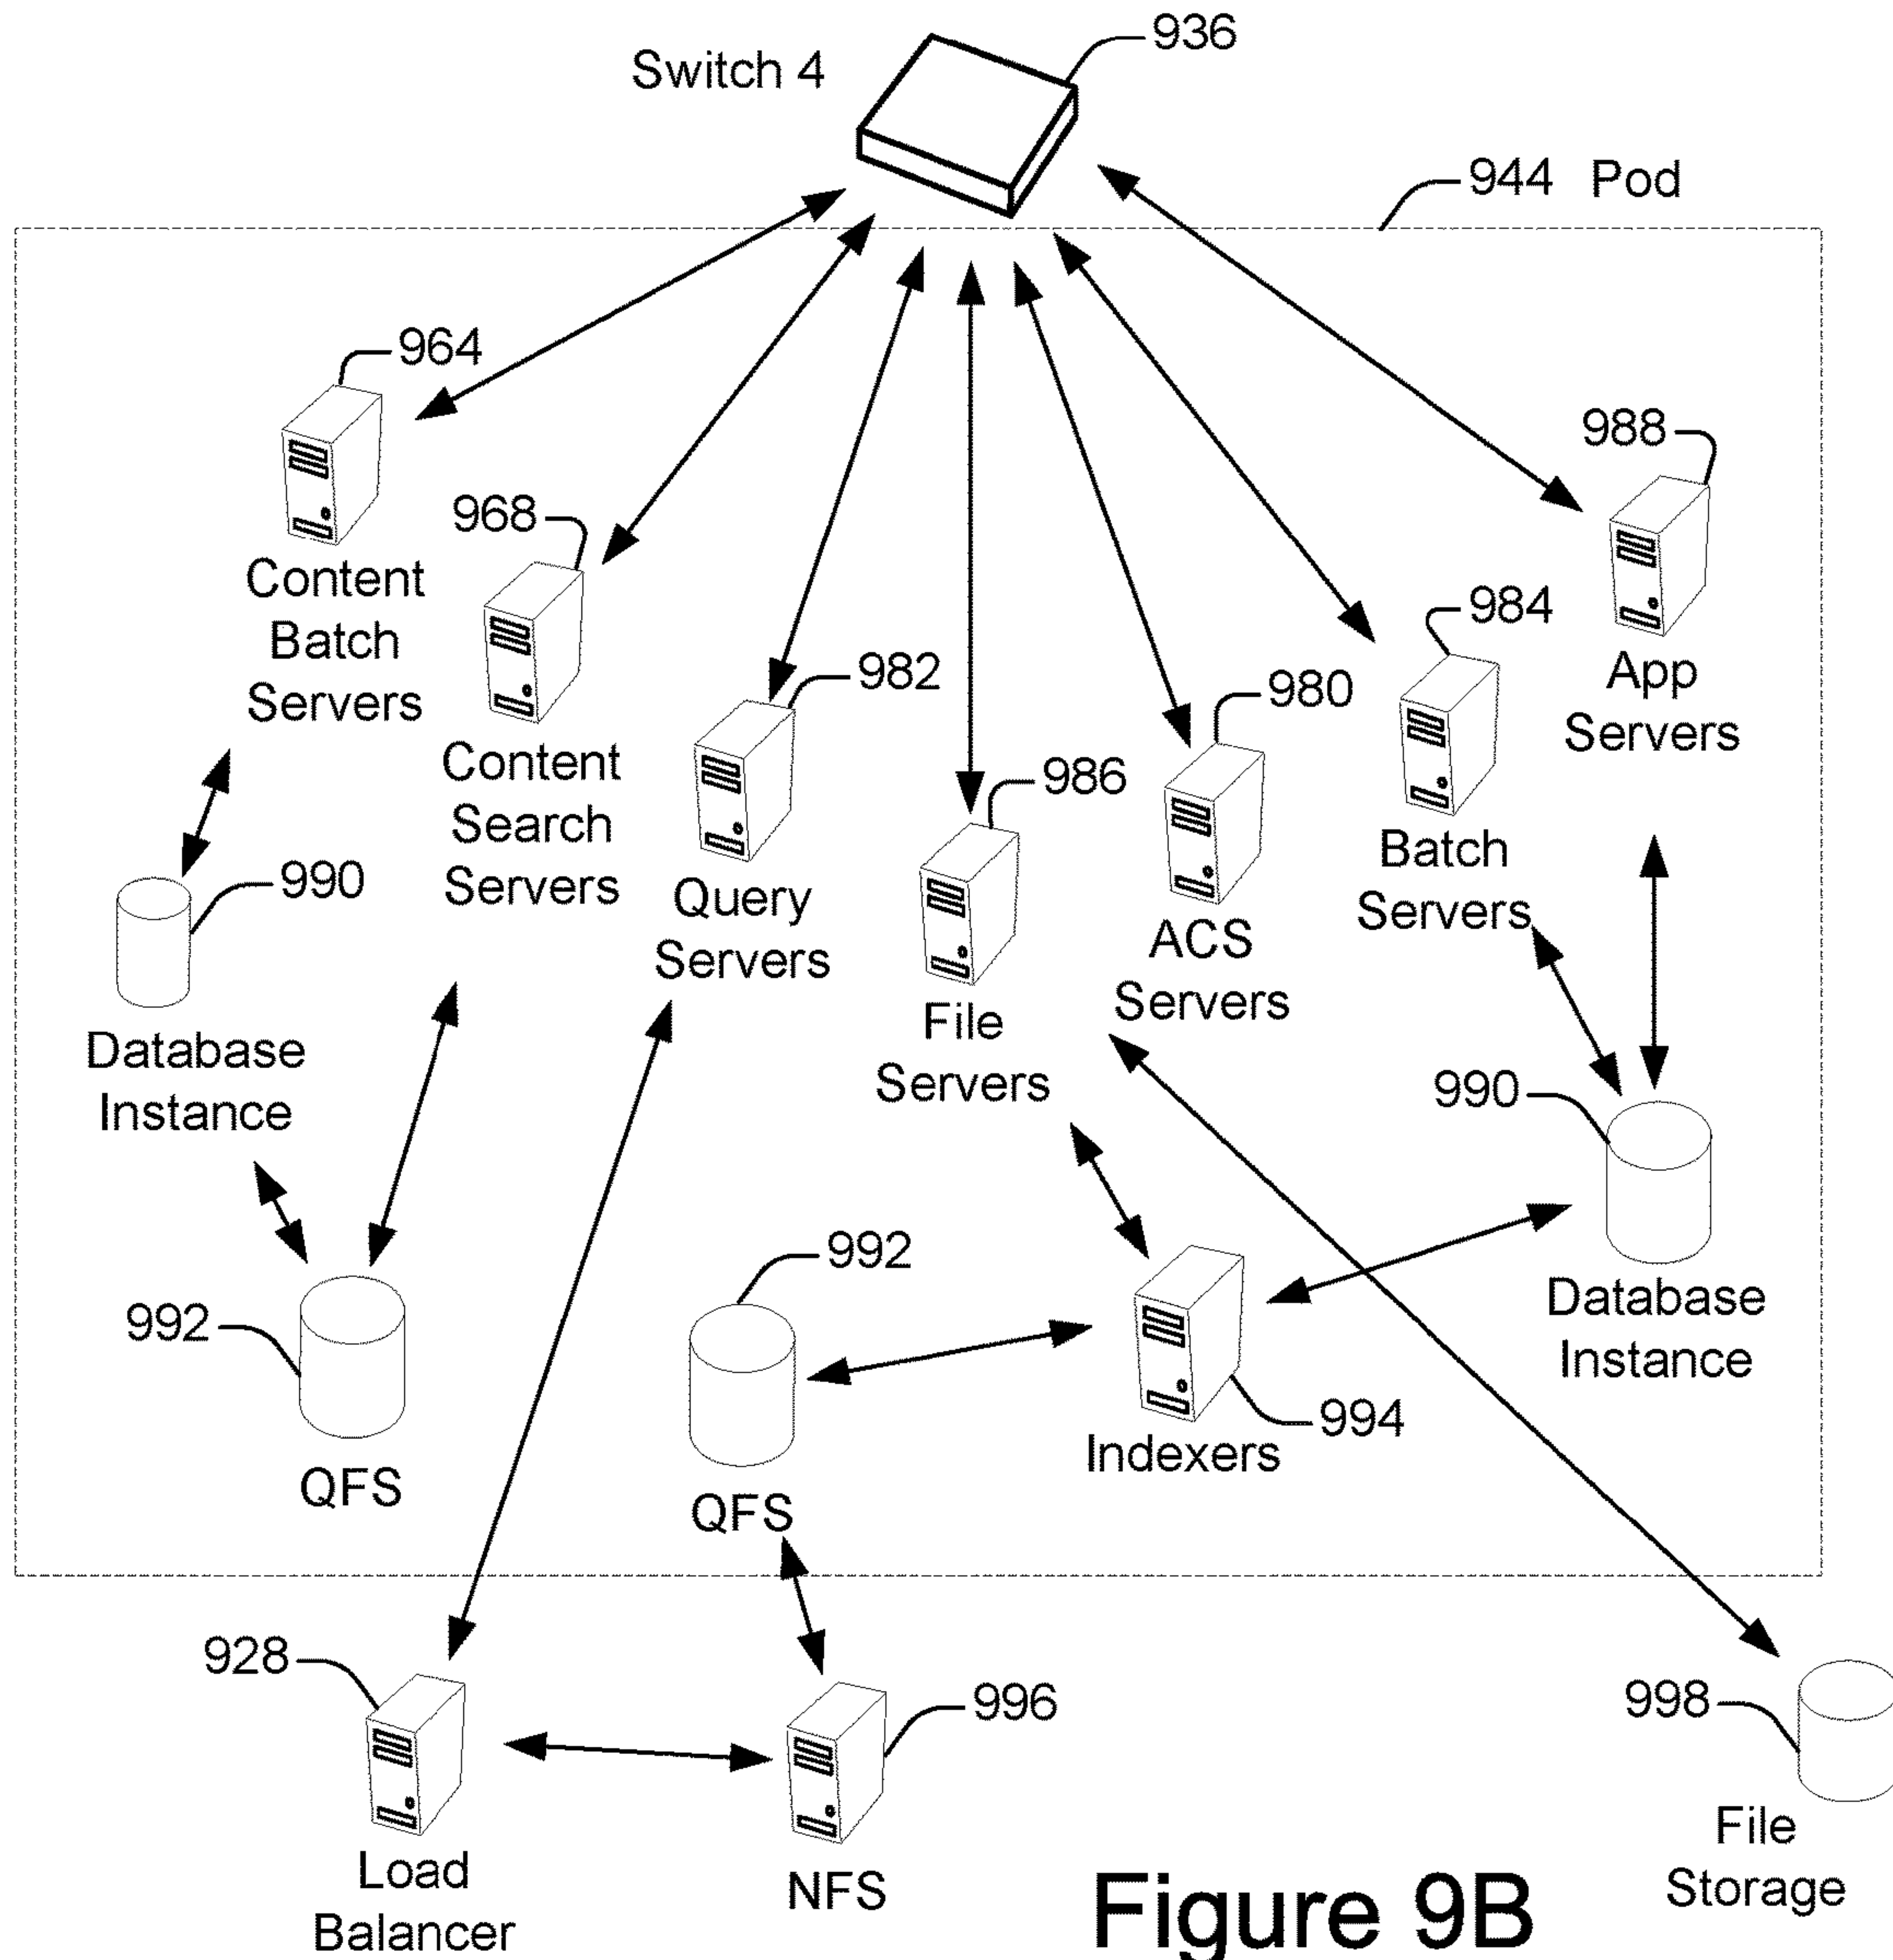 936
Switch 4
944 Pod
964
988
968
Content
Batch
Servers
984
982
980
App
Servers
Content
Search
Servers
986
990
Batch
Servers
Query
Servers
ACS
Servers
File
Servers
Database
Instance
990
992
992
Database
Instance
994
Indexers
QFS
QFS
928
996
998
File
Storage
Load
Balancer
NFS
Figure 9B